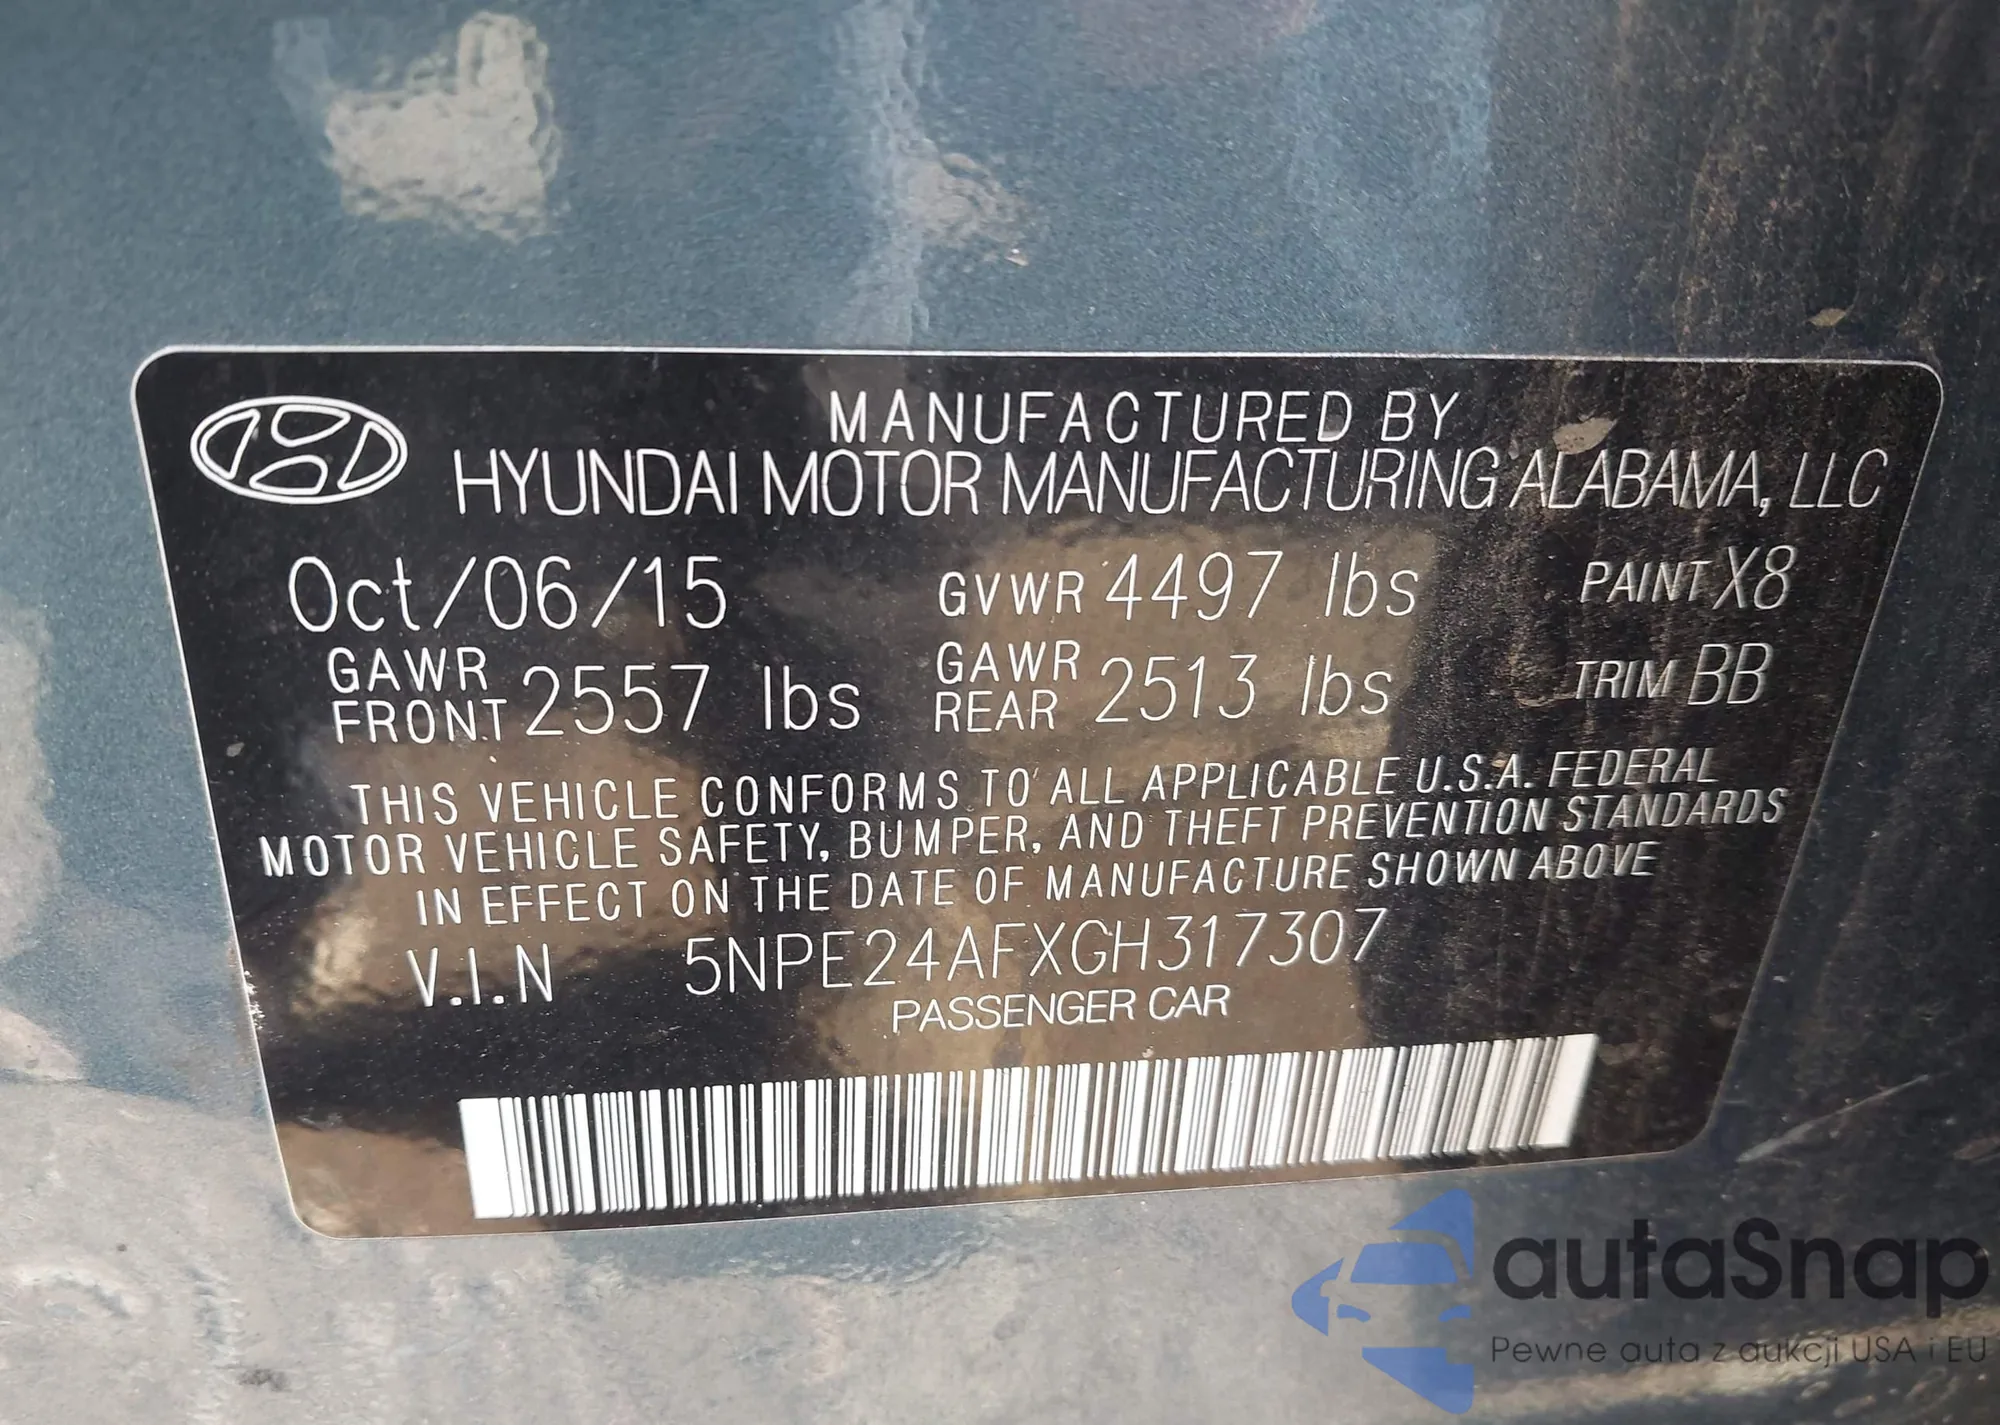 MANUFACTURED BY
HYUNDAI MOTOR MANUFACTURING ALABAMA, LLC
Oct/06/15 GVWR 4497 lbs PAINT X8
GAWR FRONT 2557 lbs GAWR REAR 2513 lbs TRIM BB
THIS VEHICLE CONFORMS TO ALL APPLICABLE U.S.A. FEDERAL
MOTOR VEHICLE SAFETY, BUMPER, AND THEFT PREVENTION STANDARDS
IN EFFECT ON THE DATE OF MANUFACTURE SHOWN ABOVE
V.I.N 5NPE24AFXGH317307
PASSENGER CAR
autaSnap
Pewne auta z aukcji USA i EU